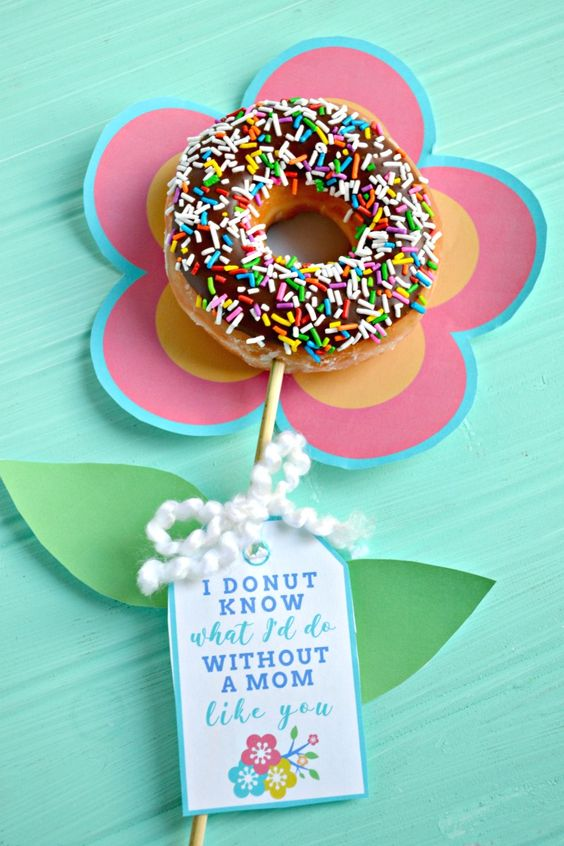 I DONUT
KNOW
what I'd do
WITHOUT
A MOM
like you